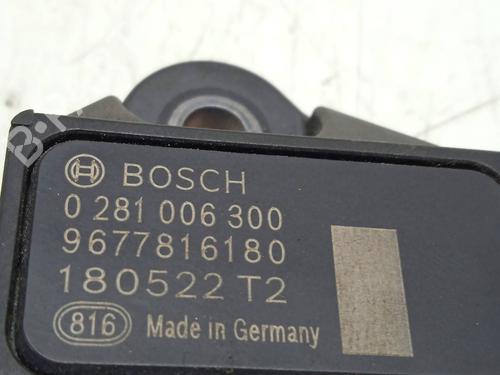 BOSCH
0 281 006 300
9677816180
180522 T2
816 Made in Germany